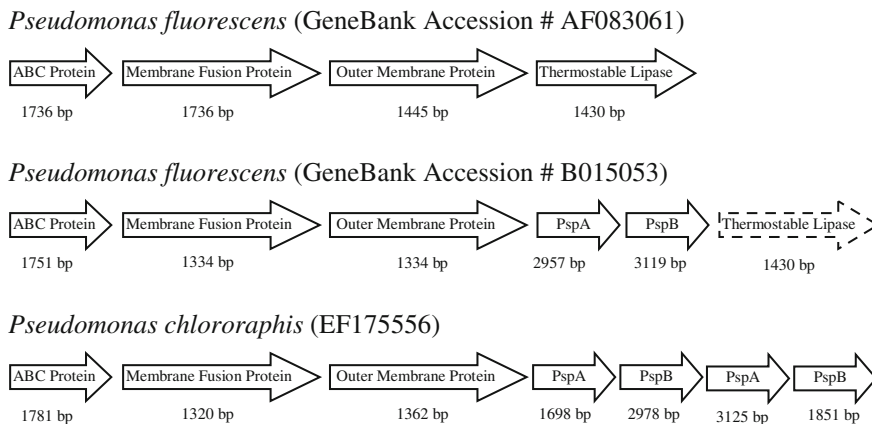 Pseudomonas fluorescens (GeneBank Accession # AF083061)
ABC Protein Membrane Fusion Protein Outer Membrane Protein Thermostable Lipase
1736 bp 1736 bp 1445 bp 1430 bp
Pseudomonas fluorescens (GeneBank Accession # B015053)
ABC Protein Membrane Fusion Protein Outer Membrane Protein PspA PspB Thermostable Lipase
1751 bp 1334 bp 1334 bp 2957 bp 3119 bp 1430 bp
Pseudomonas chlororaphis (EF175556)
ABC Protein Membrane Fusion Protein Outer Membrane Protein PspA PspB PspA PspB
1781 bp 1320 bp 1362 bp 1698 bp 2978 bp 3125 bp 1851 bp